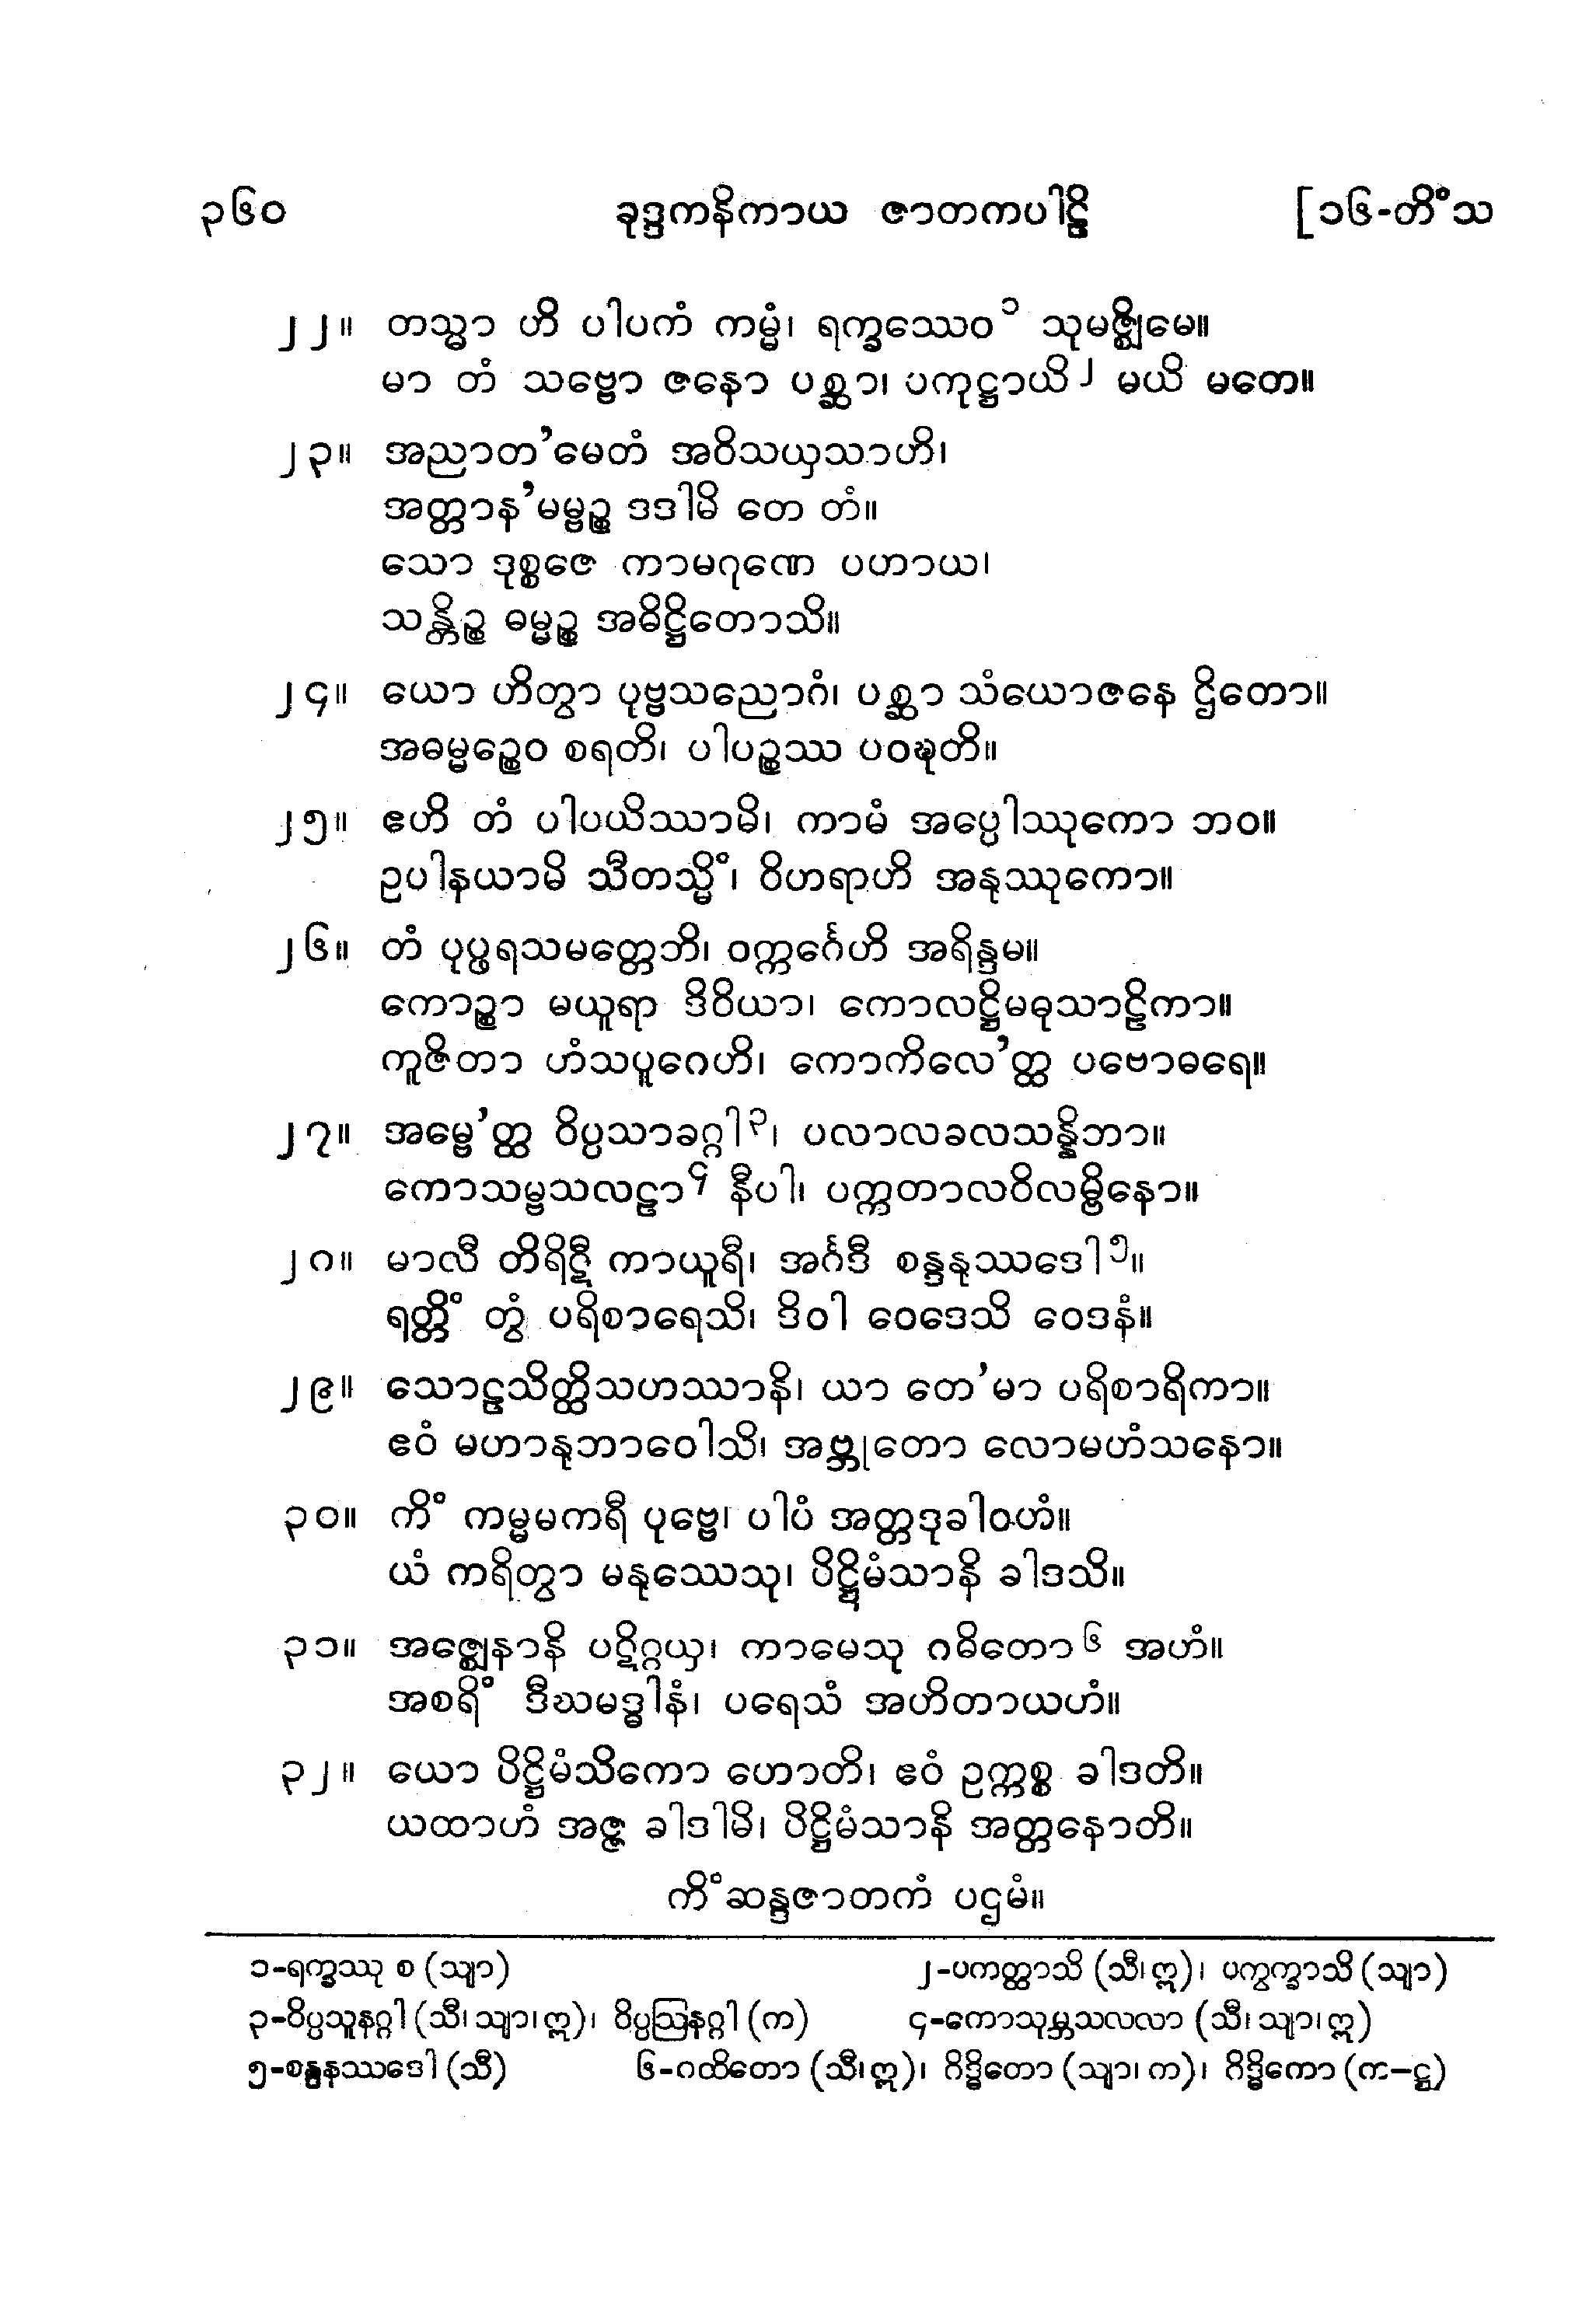 ၃၆၀ ခုဒ္ဒကနိကာယ ဇာတကပါဠိ [၁၆-တိံသ
၂၂။ တသ္မာ ဟိ ပါပကံ ကမ္မံ၊ ရက္ခဿေဝ၁ သုမဇ္ဈိမေ။
မာ တံ သဗ္ဗော ဇနော ပစ္ဆာ၊ ပကုဋ္ဌာယိ၂ မယိ မတေ။
၂၃။ အညာတ’မေတံ အဝိသယှသာဟိ၊
အတ္တာန’မမ္ဗဉ္စ ဒဒါမိ တေ တံ။
သော ဒုစ္စဇေ ကာမဂုဏေ ပဟာယ၊
သန္တိဉ္စ ဓမ္မဉ္စ အဓိဋ္ဌိတောသိ။
၂၄။ ယော ဟိတွာ ပုဗ္ဗသညောဂံ၊ ပစ္ဆာ သံယောဇနေ ဌိတော။
အဓမ္မဉ္စေဝ စရတိ၊ ပါပဉ္စဿ ပဝဍ္ဎတိ။
၂၅။ ဧဟိ တံ ပါပယိဿာမိ၊ ကာမံ အပ္ပေါဿုကော ဘဝ။
ဥပါနယာမိ သီတသ္မိံ၊ ဝိဟရာဟိ အနုဿုကော။
၂၆။ တံ ပုပ္ဖရသမတ္တေဘိ၊ ဝက္ကင်္ဂေဟိ အရိန္ဒမ။
ကောဉ္စာ မယူရာ ဒိဝိယာ၊ ကောလဋ္ဌိမဓုသာဠိကာ။
ကူဇိတာ ဟံသပူဂေဟိ၊ ကောကိလေ’တ္ထ ပဗောဓရေ။
၂၇။ အမ္ဗေ’တ္ထ ဝိပ္ပသာခဂ္ဂါ၃၊ ပလာလခလသန္နိဘာ။
ကောသမ္ဗသလဠာ၄ နီပါ၊ ပက္ကတာလဝိလမ္ဗိနော။
၂၈။ မာလီ တိရိဋီ ကာယူရီ၊ အင်္ဂဒီ စန္ဒနုဿဒေါ၅။
ရတ္တိံ တွံ ပရိစာရေသိ၊ ဒိဝါ ဝေဒေသိ ဝေဒနံ။
၂၉။ သောဠသိတ္ထိသဟဿာနိ၊ ယာ တေ’မာ ပရိစာရိကာ။
ဧဝံ မဟာနုဘာဝေါသိ၊ အဗ္ဘုတော လောမဟံသနော။
၃၀။ ကိံ ကမ္မမကရီ ပုဗ္ဗေ၊ ပါပံ အတ္တဒုခါဝဟံ။
ယံ ကရိတွာ မနုဿေသု၊ ပိဋ္ဌိမံသာနိ ခါဒသိ။
၃၁။ အဇ္ဈေနာနိ ပဋိဂ္ဂယှ၊ ကာမေသု ဂဓိတော၆ အဟံ။
အစရိံ ဒီဃမဒ္ဓါနံ၊ ပရေသံ အဟိတာယဟံ။
၃၂။ ယော ပိဋ္ဌိမံသိကော ဟောတိ၊ ဧဝံ ဥက္ကစ္စ ခါဒတိ။
ယထာဟံ အဇ္ဇ ခါဒါမိ၊ ပိဋ္ဌိမံသာနိ အတ္တနောတိ။
ကိံဆန္ဒဇာတကံ ပဌမံ။
၁-ရက္ခဿု စ (သျာ) ၂-ပကတ္ထာသိ (သီ၊ဣ)၊ ပကွက္ခာသိ (သျာ)
၃-ဝိပ္ပသူနဂ္ဂါ (သီ၊ သျာ၊ဣ)၊ ဝိပ္ပဩနဂ္ဂါ (က) ၄-ကောသုမ္ဘသလလာ (သီ၊ သျာ၊ဣ)
၅-စန္ဒနဿဒေါ (သီ) ၆-ဂထိတော (သီ၊ဣ)၊ ဂိဒ္ဓိတော (သျာ၊ က)၊ ဂိဒ္ဓိကော (က–ဋ္ဌ)